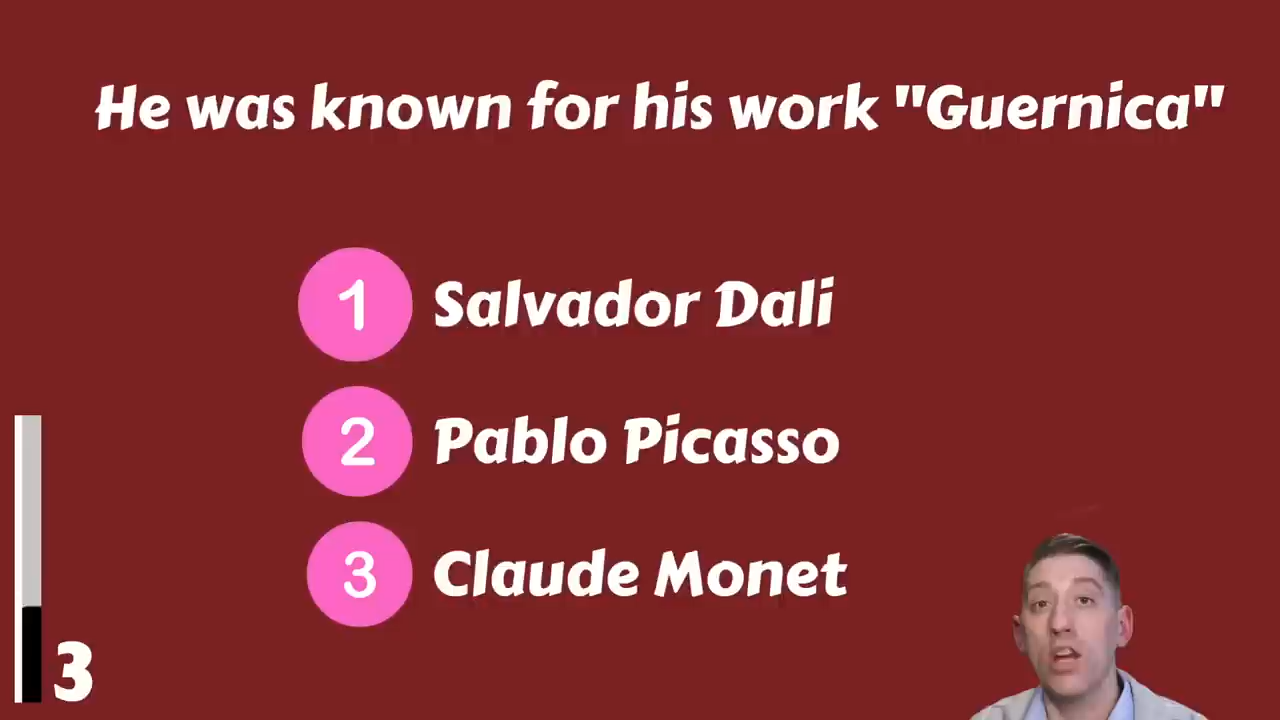 He was known for his work "Guernica"
1 Salvador Dali
2 Pablo Picasso
3 Claude Monet
3